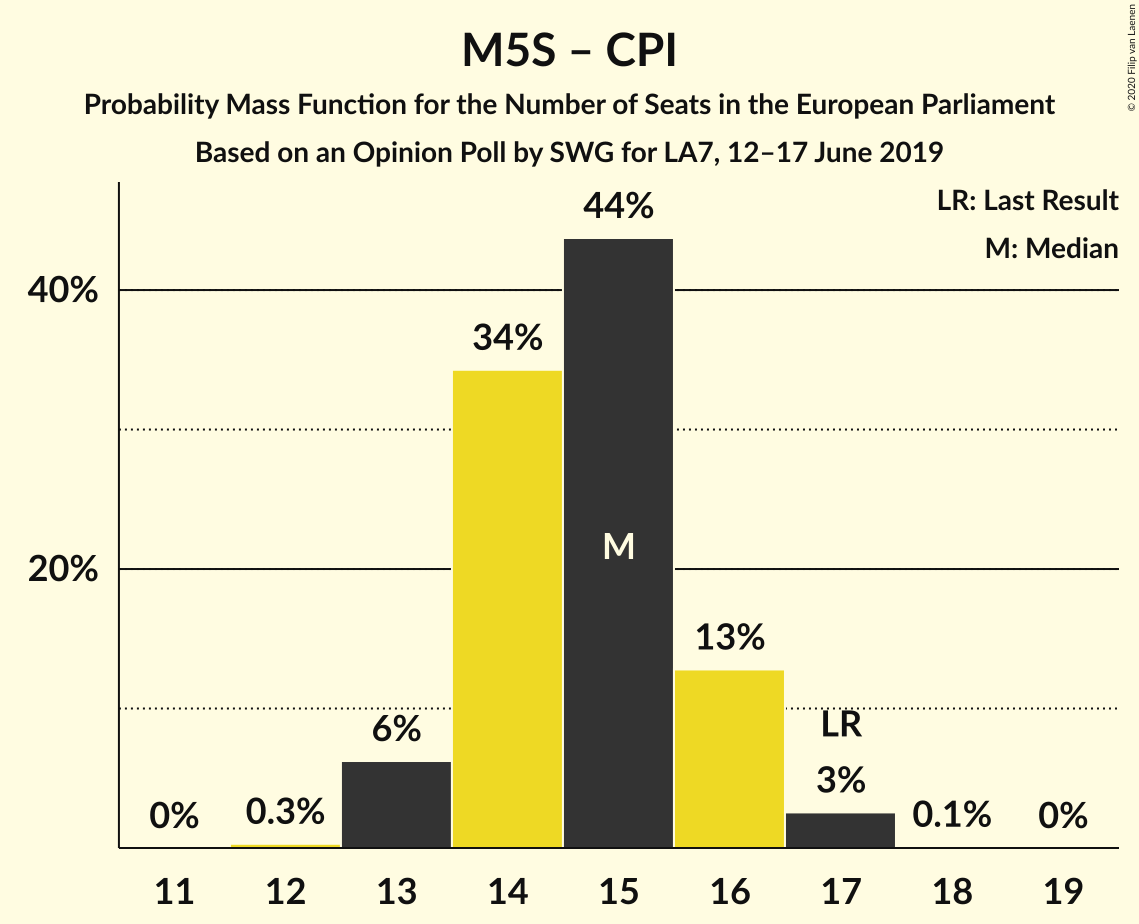 M5S – CPI
Probability Mass Function for the Number of Seats in the European Parliament
Based on an Opinion Poll by SWG for LA7, 12–17 June 2019
© 2020 Filip van Laenen
LR: Last Result
M: Median
44%
40%
34%
M
20%
13%
LR
6%
3%
0%
0.3%
0.1%
0%
11 12 13 14 15 16 17 18 19